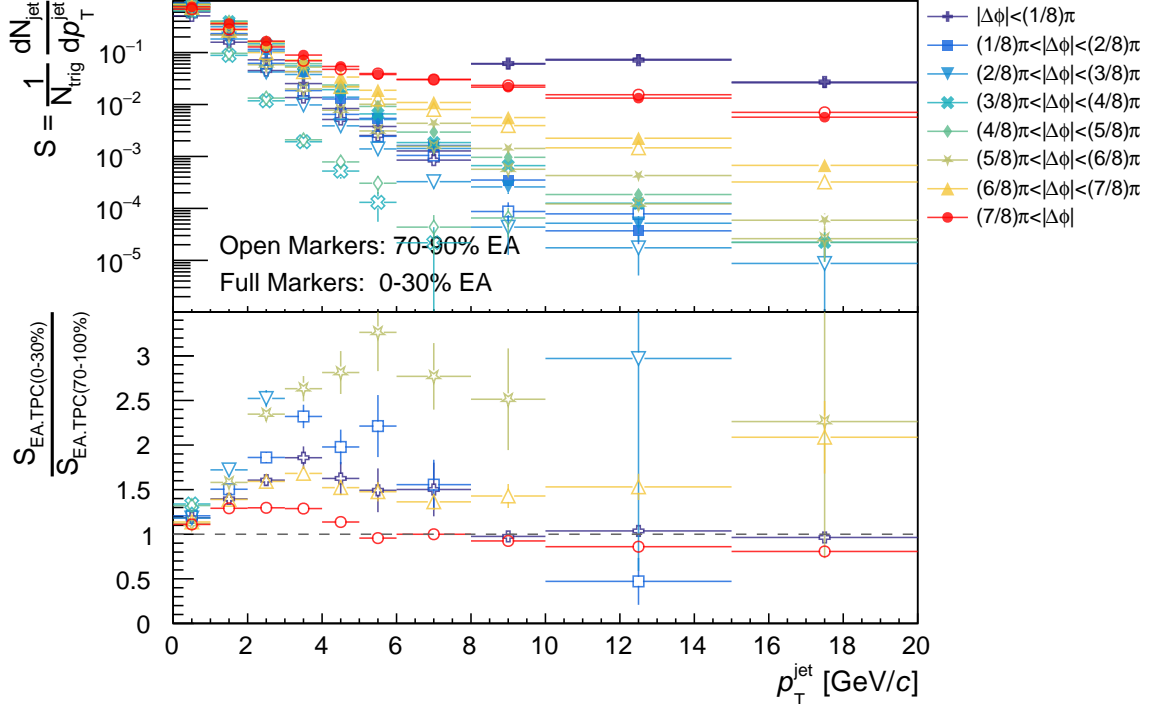 S = 1/N_trig dN_jet/dp_T^jet
10^−1
10^−2
10^−3
10^−4
10^−5
Open Markers: 70-90% EA
Full Markers: 0-30% EA
|Δϕ|<(1/8)π
(1/8)π<|Δϕ|<(2/8)π
(2/8)π<|Δϕ|<(3/8)π
(3/8)π<|Δϕ|<(4/8)π
(4/8)π<|Δϕ|<(5/8)π
(5/8)π<|Δϕ|<(6/8)π
(6/8)π<|Δϕ|<(7/8)π
(7/8)π<|Δϕ|
S_EA.TPC(0-30%)
S_EA.TPC(70-100%)
3
2.5
2
1.5
1
0.5
0
0 2 4 6 8 10 12 14 16 18 20
p_T^jet [GeV/c]